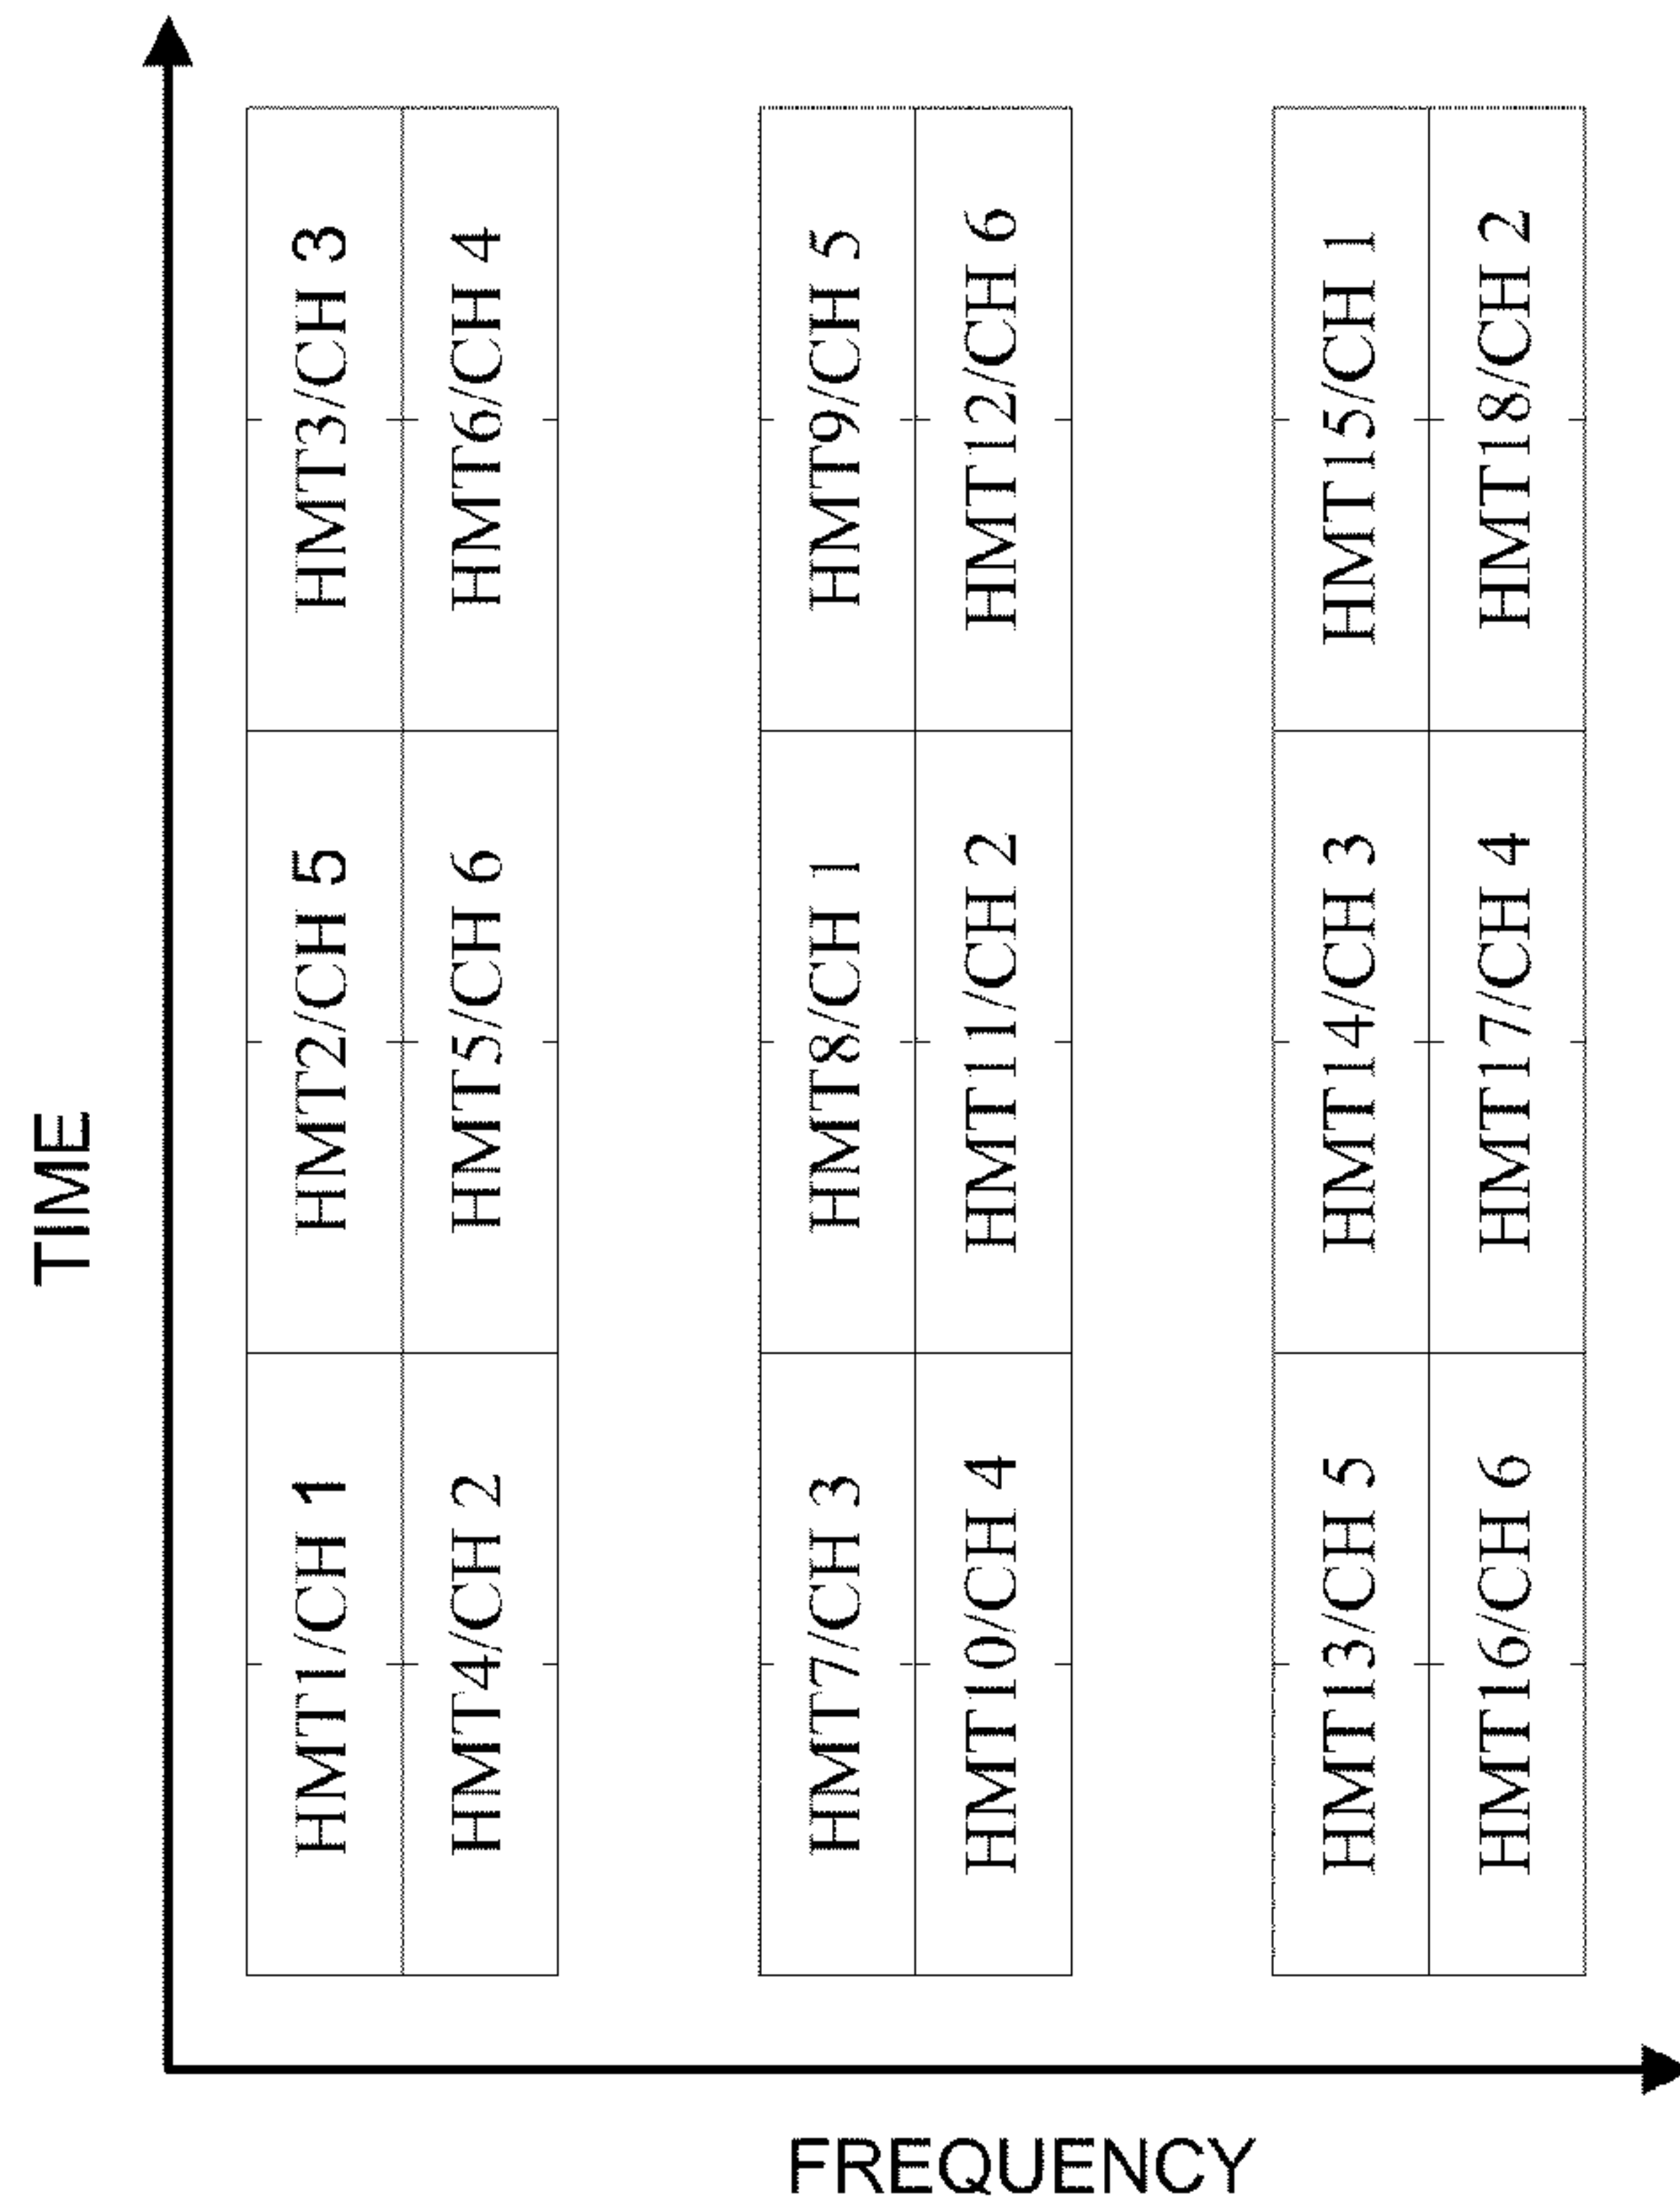 TIME
HMT3/CH 3
HMT6/CH 4
HMT9/CH 5
HMT12/CH 6
HMT15/CH 1
HMT18/CH 2
HMT2/CH 5
HMT5/CH 6
HMT8/CH 1
HMT11/CH 2
HMT14/CH 3
HMT17/CH 4
HMT1/CH 1
HMT4/CH 2
HMT7/CH 3
HMT10/CH 4
HMT13/CH 5
HMT16/CH 6
FREQUENCY